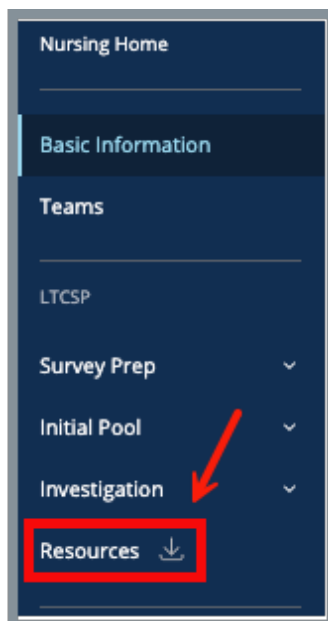 Nursing Home
Basic Information
Teams
LTCSP
Survey Prep
Initial Pool
Investigation
Resources